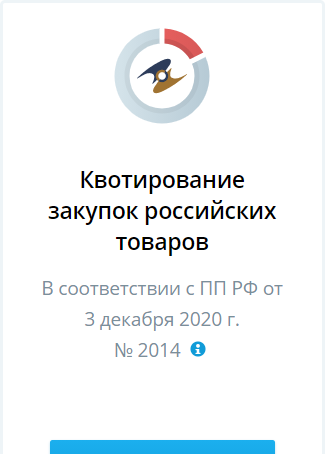 Квотирование
закупок российских
товаров
В соответствии с ПП РФ от
3 декабря 2020 г.
№ 2014